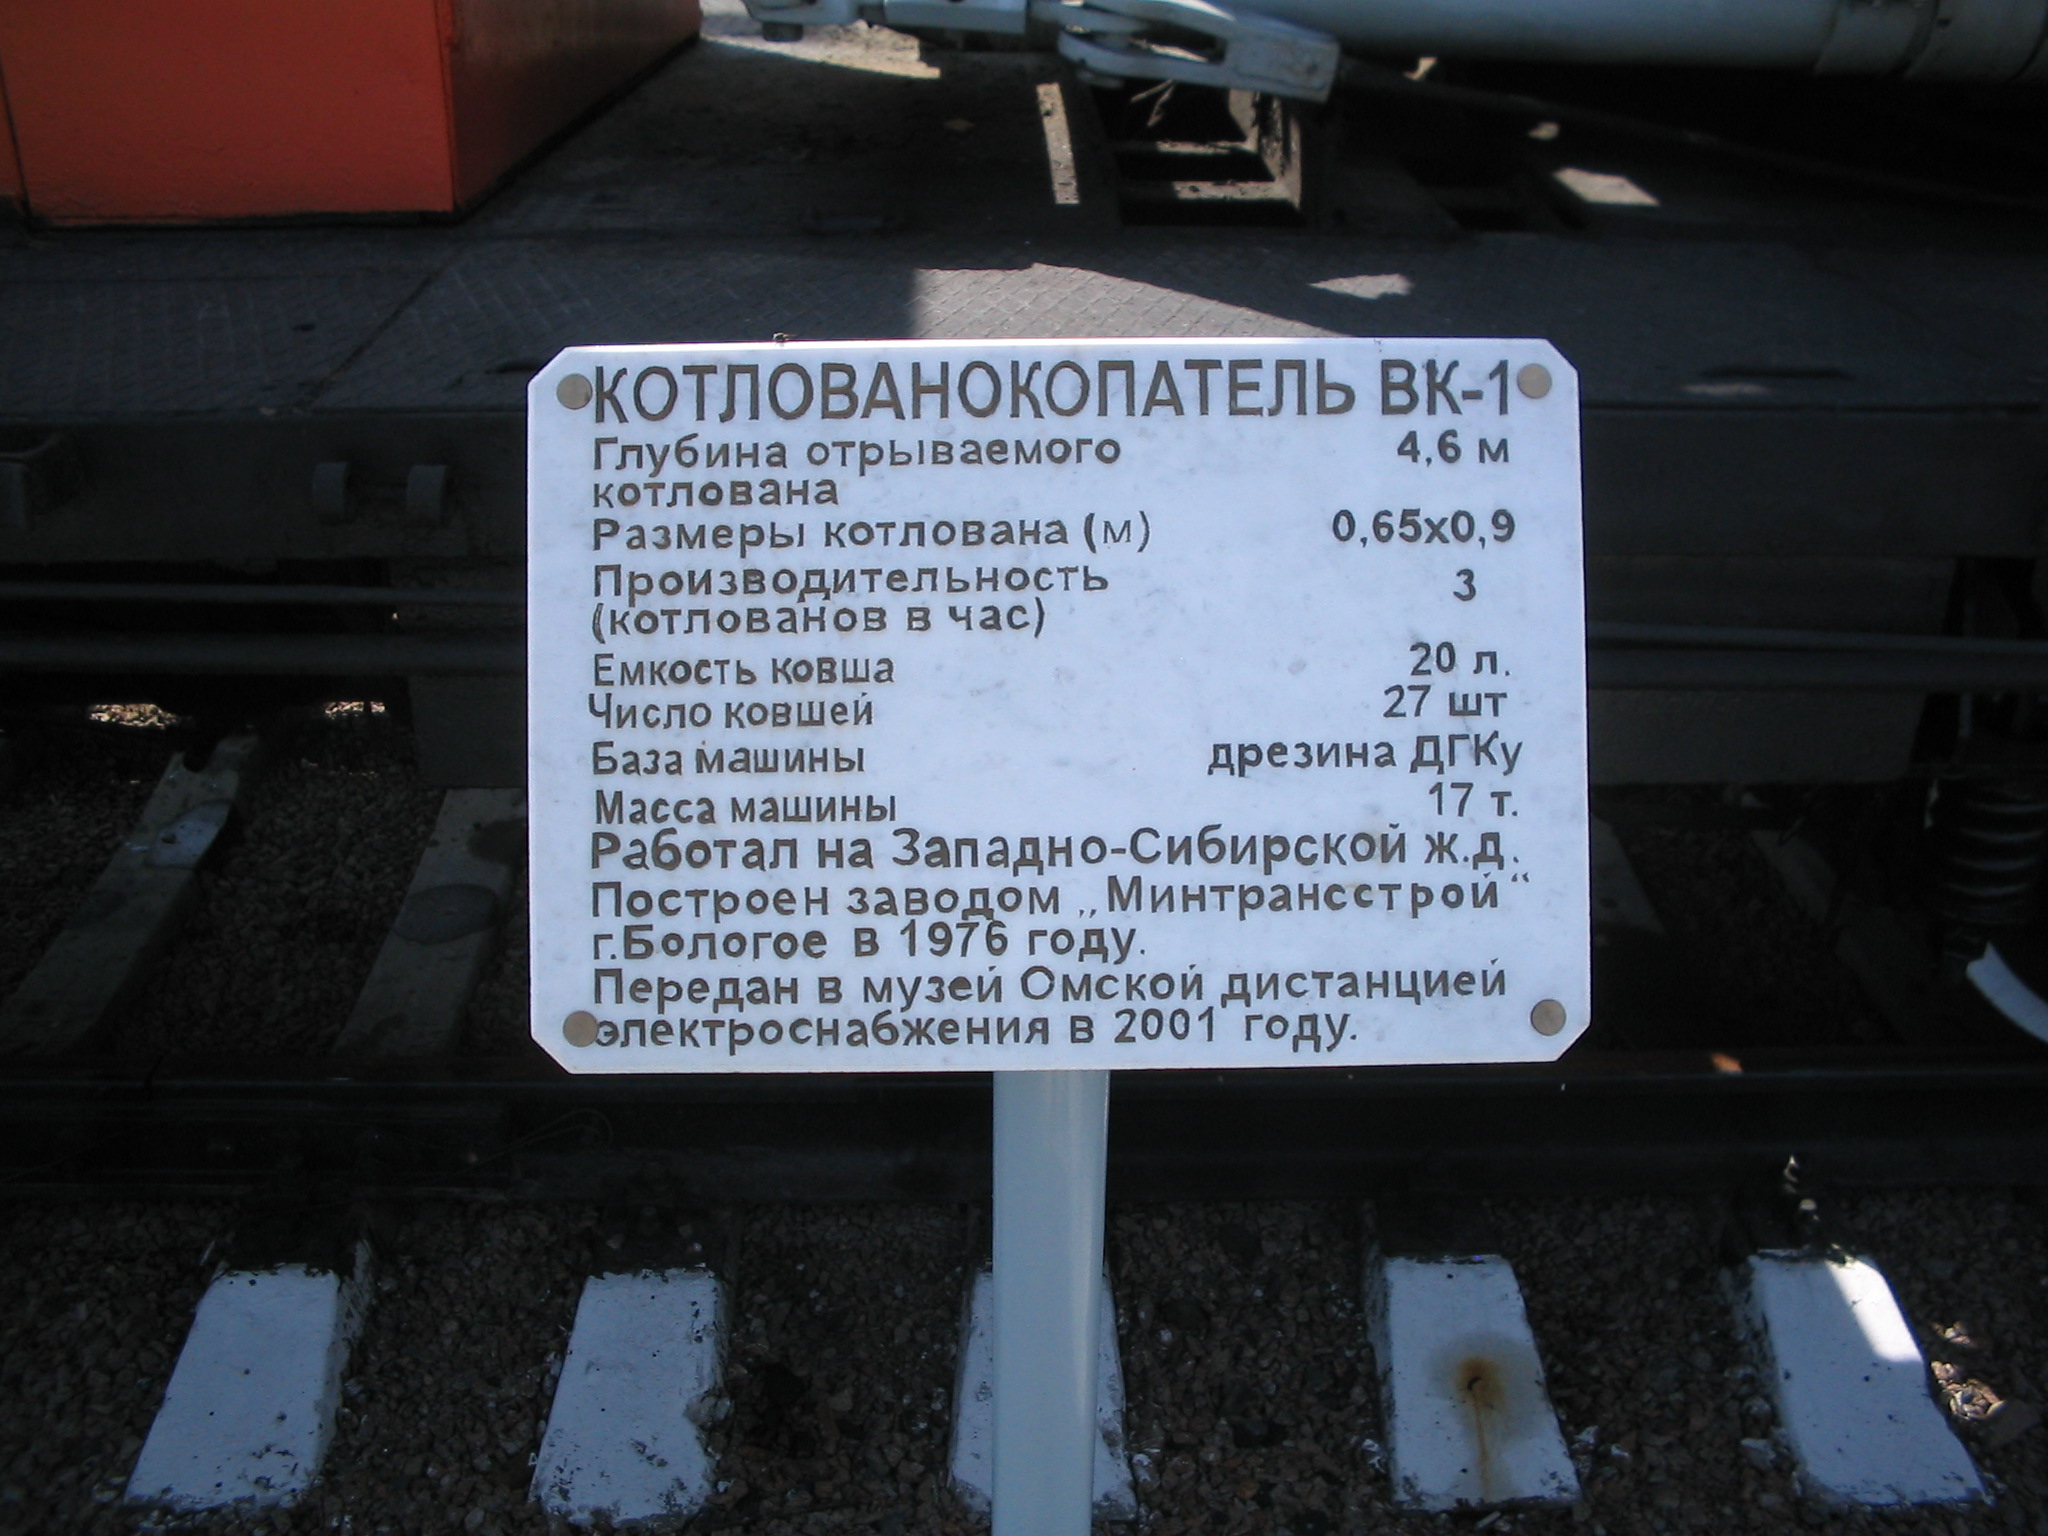 КОТЛОВАНОКОПАТЕЛЬ ВК-1
Глубина отрываемого 4,6 м
котлована
Размеры котлована (м) 0,65х0,9
Производительность 3
(котлованов в час)
Емкость ковша 20 л.
Число ковшей 27 шт
База машины дрезина ДГКу
Масса машины 17 т.
Работал на Западно-Сибирской ж.д.
Построен заводом „Минтрансстрой“
г.Бологое в 1976 году.
Передан в музей Омской дистанцией
электроснабжения в 2001 году.